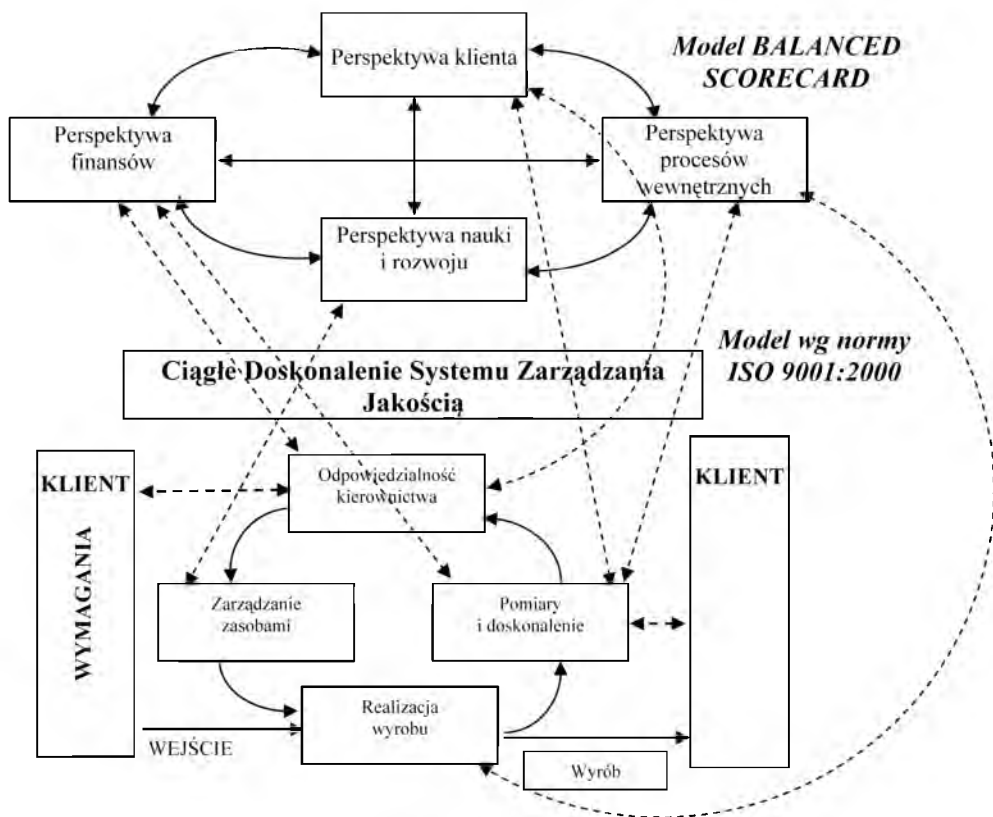 Perspektywa klienta
Model BALANCED
SCORECARD
Perspektywa
finansów
Perspektywa
procesów
wewnętrznych
Perspektywa nauki
i rozwoju
Model wg normy
ISO 9001:2000
Ciągłe Doskonalenie Systemu Zarządzania
Jakością
KLIENT
WYMAGANIA
Odpowiedzialność
kierownictwa
KLIENT
Zarządzanie
zasobami
Pomiary
i doskonalenie
Realizacja
wyrobu
WEJŚCIE
Wyrób